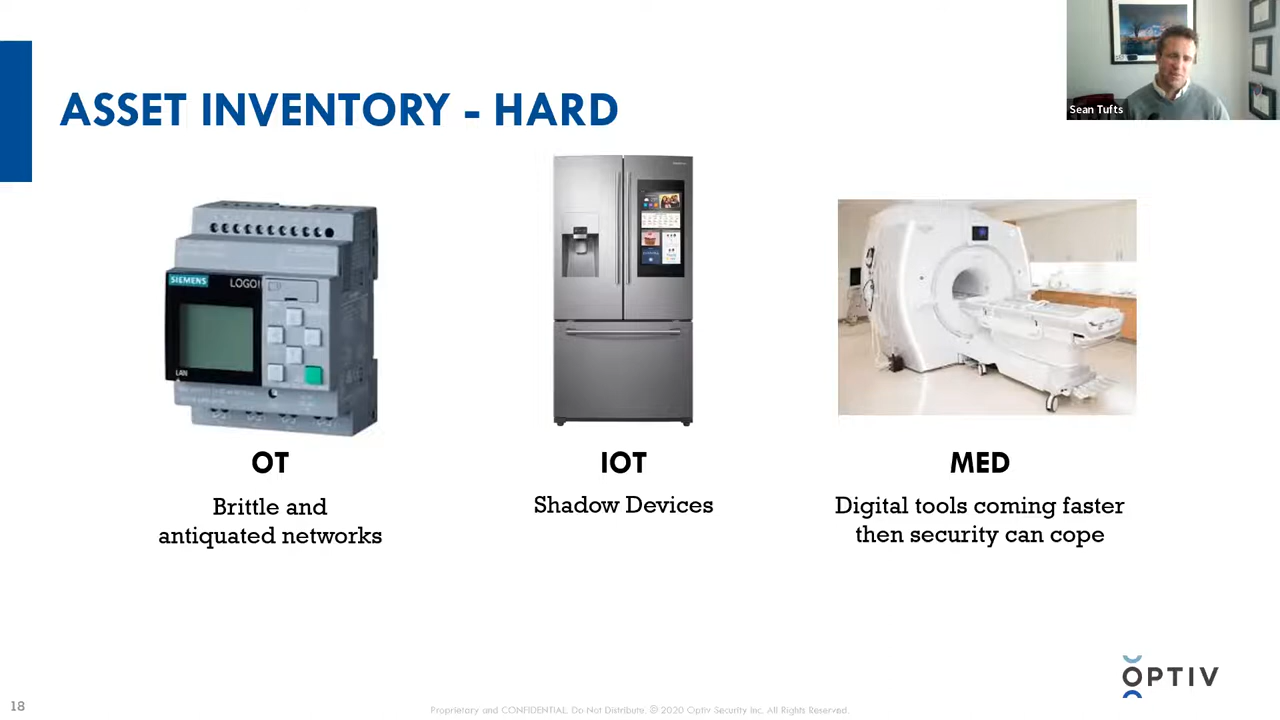 Sean Tufts
ASSET INVENTORY - HARD
SIEMENS
LOGO!
LAN
OT
Brittle and
antiquated networks
IOT
Shadow Devices
MED
Digital tools coming faster
then security can cope
OPTIV
18
Proprietary and CONFIDENTIAL. Do Not Distribute. © 2020 Optiv Security Inc. All Rights Reserved.